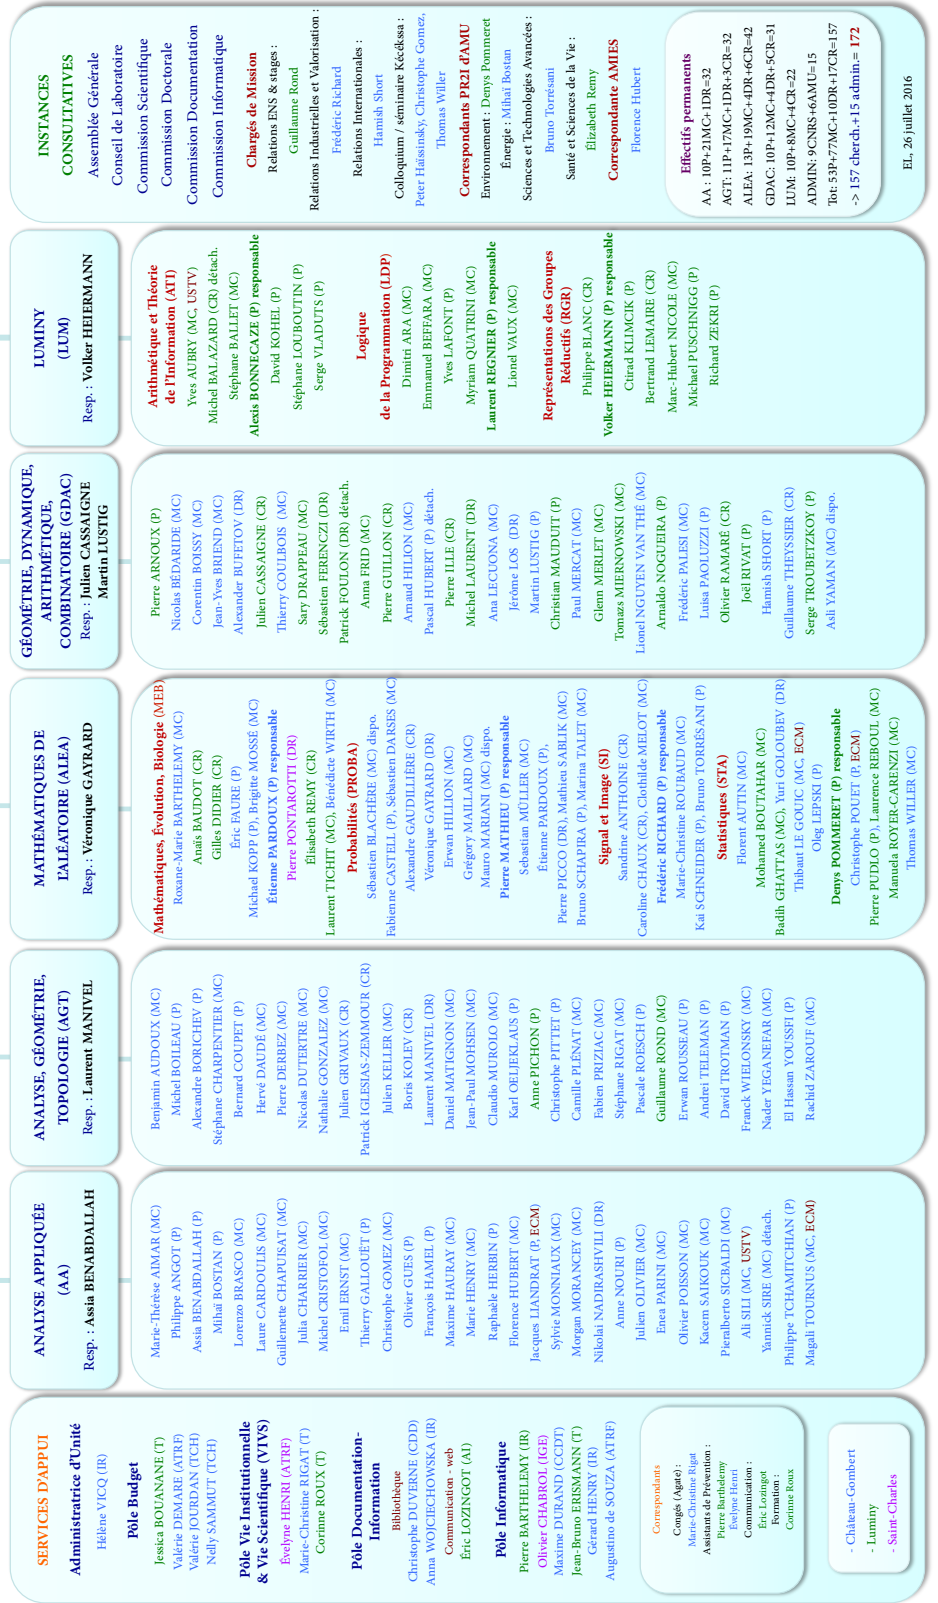 SERVICES D'APPUI
Administratrice d'Unité
Hélène VICQ (IR)
Pôle Budget
Jessica BOUANANE (T)
Valérie DEMARE (ATRF)
Valérie JOURDAN (TCH)
Nelly SAMMUT (TCH)
Pôle Vie Institutionnelle
& Vie Scientifique (VIVS)
Évelyne HENRI (ATRF)
Marie-Christine RIGAT (T)
Corinne ROUX (T)
Pôle Documentation-
Information
Bibliothèque
Christophe DUVERNE (CDD)
Anna WOJCIECHOWSKA (IR)
Communication - web
Éric LOZINGOT (AI)
Pôle Informatique
Pierre BARTHELEMY (IR)
Olivier CHABROL (IGE)
Maxime DURAND (CCDT)
Jean-Bruno ERISMANN (T)
Gérard HENRY (IR)
Augustino de SOUZA (ATRF)
Correspondants
Congés (Agate) :
Marie-Christine Rigat
Assistants de Prévention :
Pierre Barthelemy
Évelyne Henri
Communication :
Éric Lozingot
Formation :
Corinne Roux
- Château-Gombert
- Luminy
- Saint-Charles
ANALYSE APPLIQUÉE
(AA)
Resp. : Assia BENABDALLAH
Marie-Thérèse AIMAR (MC)
Philippe ANGOT (P)
Assia BENABDALLAH (P)
Mihaï BOSTAN (P)
Lorenzo BRASCO (MC)
Laure CARDOULIS (MC)
Guillemette CHAPUISAT (MC)
Julia CHARRIER (MC)
Michel CRISTOFOL (MC)
Emil ERNST (MC)
Thierry GALLOUËT (P)
Christophe GOMEZ (MC)
Olivier GUES (P)
François HAMEL (P)
Maxime HAURAY (MC)
Marie HENRY (MC)
Raphaèle HERBIN (P)
Florence HUBERT (MC)
Jacques LIANDRAT (P, ECM)
Sylvie MONNIAUX (MC)
Morgan MORANCEY (MC)
Nikolai NADIRASHVILI (DR)
Anne NOURI (P)
Julien OLIVIER (MC)
Enea PARINI (MC)
Olivier POISSON (MC)
Kacem SAIKOUK (MC)
Pieralberto SICBALDI (MC)
Ali SILI (MC, USTV)
Yannick SIRE (MC) détach.
Philippe TCHAMITCHIAN (P)
Magali TOURNUS (MC, ECM)
ANALYSE, GÉOMÉTRIE,
TOPOLOGIE (AGT)
Resp. : Laurent MANIVEL
Benjamin AUDOUX (MC)
Michel BOILEAU (P)
Alexandre BORICHEV (P)
Stéphane CHARPENTIER (MC)
Bernard COUPET (P)
Hervé DAUDÉ (MC)
Pierre DERBEZ (MC)
Nicolas DUTERTRE (MC)
Nathalie GONZALEZ (MC)
Julien GRIVAUX (CR)
Patrick IGLESIAS-ZEMMOUR (CR)
Julien KELLER (MC)
Boris KOLEV (CR)
Laurent MANIVEL (DR)
Daniel MATIGNON (MC)
Jean-Paul MOHSEN (MC)
Claudio MUROLO (MC)
Karl OELJEKLAUS (P)
Anne PICHON (P)
Christophe PITTET (P)
Camille PLÉNAT (MC)
Fabien PRIZIAC (MC)
Stéphane RIGAT (MC)
Pascale ROESCH (P)
Guillaume ROND (MC)
Erwan ROUSSEAU (P)
Andrei TELEMAN (P)
David TROTMAN (P)
Franck WIELONSKY (MC)
Nader YEGANEFAR (MC)
El Hassan YOUSSFI (P)
Rachid ZAROUF (MC)
MATHÉMATIQUES DE
L'ALÉATOIRE (ALEA)
Resp. : Véronique GAYRARD
Mathématiques, Évolution, Biologie (MEB)
Roxane-Marie BARTHELEMY (MC)
Anaïs BAUDOT (CR)
Gilles DIDIER (CR)
Éric FAURE (P)
Michael KOPP (P), Brigitte MOSSÉ (MC)
Étienne PARDOUX (P) responsable
Pierre PONTAROTTI (DR)
Élisabeth REMY (CR)
Laurent TICHIT (MC), Bénédicte WIRTH (MC)
Probabilités (PROBA)
Sébastien BLACHÈRE (MC) dispo.
Fabienne CASTELL (P), Sébastien DARSES (MC)
Alexandre GAUDILLIÈRE (CR)
Véronique GAYRARD (DR)
Erwan HILLION (MC)
Grégory MAILLARD (MC)
Mauro MARIANI (MC) dispo.
Pierre MATHIEU (P) responsable
Sébastian MÜLLER (MC)
Étienne PARDOUX (P),
Pierre PICCO (DR), Mathieu SABLIK (MC)
Bruno SCHAPIRA (P), Marina TALET (MC)
Signal et Image (SI)
Sandrine ANTHOINE (CR)
Caroline CHAUX (CR), Clothilde MELOT (MC)
Frédéric RICHARD (P) responsable
Marie-Christine ROUBAUD (MC)
Kai SCHNEIDER (P), Bruno TORRÉSANI (P)
Statistiques (STA)
Florent AUTIN (MC)
Mohamed BOUTAHAR (MC)
Badih GHATTAS (MC), Yuri GOLOUBEV (DR)
Thibaut LE GOUIC (MC, ECM)
Oleg LEPSKI (P)
Denys POMMERET (P) responsable
Christophe POUET (P, ECM)
Pierre PUDLO (P), Laurence REBOUL (MC)
Manuela ROYER-CARENZI (MC)
Thomas WILLER (MC)
GÉOMÉTRIE, DYNAMIQUE,
ARITHMÉTIQUE,
COMBINATOIRE (GDAC)
Resp : Julien CASSAIGNE
Martin LUSTIG
Pierre ARNOUX (P)
Nicolas BÉDARIDE (MC)
Corentin BOISSY (MC)
Jean-Yves BRIEND (MC)
Alexander BUFETOV (DR)
Julien CASSAIGNE (CR)
Thierry COULBOIS (MC)
Sary DRAPPEAU (MC)
Sébastien FERENCZI (DR)
Patrick FOULON (DR) détach.
Anna FRID (MC)
Pierre GUILLON (CR)
Arnaud HILION (MC)
Pascal HUBERT (P) détach.
Pierre ILLE (CR)
Michel LAURENT (DR)
Ana LECUONA (MC)
Jérôme LOS (DR)
Martin LUSTIG (P)
Christian MAUDUIT (P)
Paul MERCAT (MC)
Glenn MERLET (MC)
Tomazs MIERNOWSKI (MC)
Lionel NGUYEN VAN THÉ (MC)
Arnaldo NOGUEIRA (P)
Frédéric PALESI (MC)
Luisa PAOLUZZI (P)
Olivier RAMARÉ (CR)
Joël RIVAT (P)
Hamish SHORT (P)
Guillaume THEYSSIER (CR)
Serge TROUBETZKOY (P)
Asli YAMAN (MC) dispo.
LUMINY
(LUM)
Resp. : Volker HEIERMANN
Arithmétique et Théorie
de l'Information (ATI)
Yves AUBRY (MC, USTV)
Michel BALAZARD (CR) détach.
Stéphane BALLET (MC)
Alexis BONNECAZE (P) responsable
David KOHEL (P)
Stéphane LOUBOUTIN (P)
Serge VLADUTS (P)
Logique
de la Programmation (LDP)
Dimitri ARA (MC)
Emmanuel BEFFARA (MC)
Yves LAFONT (P)
Myriam QUATRINI (MC)
Laurent REGNIER (P) responsable
Lionel VAUX (MC)
Représentations des Groupes
Réductifs (RGR)
Philippe BLANC (CR)
Ctirad KLIMCIK (P)
Volker HEIERMANN (P) responsable
Bertrand LEMAIRE (CR)
Marc-Hubert NICOLE (MC)
Michael PUSCHNIGG (P)
Richard ZEKRI (P)
INSTANCES
CONSULTATIVES
Assemblée Générale
Conseil de Laboratoire
Commission Scientifique
Commission Doctorale
Commission Documentation
Commission Informatique
Chargés de Mission
Relations ENS & stages :
Guillaume Rond
Relations Industrielles et Valorisation :
Frédéric Richard
Relations Internationales :
Hamish Short
Colloquium / séminaire Kécékssa :
Peter Haïssinsky, Christophe Gomez,
Thomas Willer
Correspondants PR2I d'AMU
Environnement : Denys Pommeret
Énergie : Mihaï Bostan
Sciences et Technologies Avancées :
Bruno Torrésani
Santé et Sciences de la Vie :
Élizabeth Remy
Correspondante AMIES
Florence Hubert
Effectifs permanents
AA : 10P+21MC+1DR=32
AGT: 11P+17MC+1DR+3CR=32
ALEA: 13P+19MC+4DR+6CR=42
GDAC: 10P+12MC+4DR+5CR=31
LUM: 10P+8MC+4CR=22
ADMIN: 9CNRS+6AMU=15
Tot: 53P+77MC+10DR+17CR=157
-> 157 cherch.+15 admin.= 172
EL, 26 juillet 2016